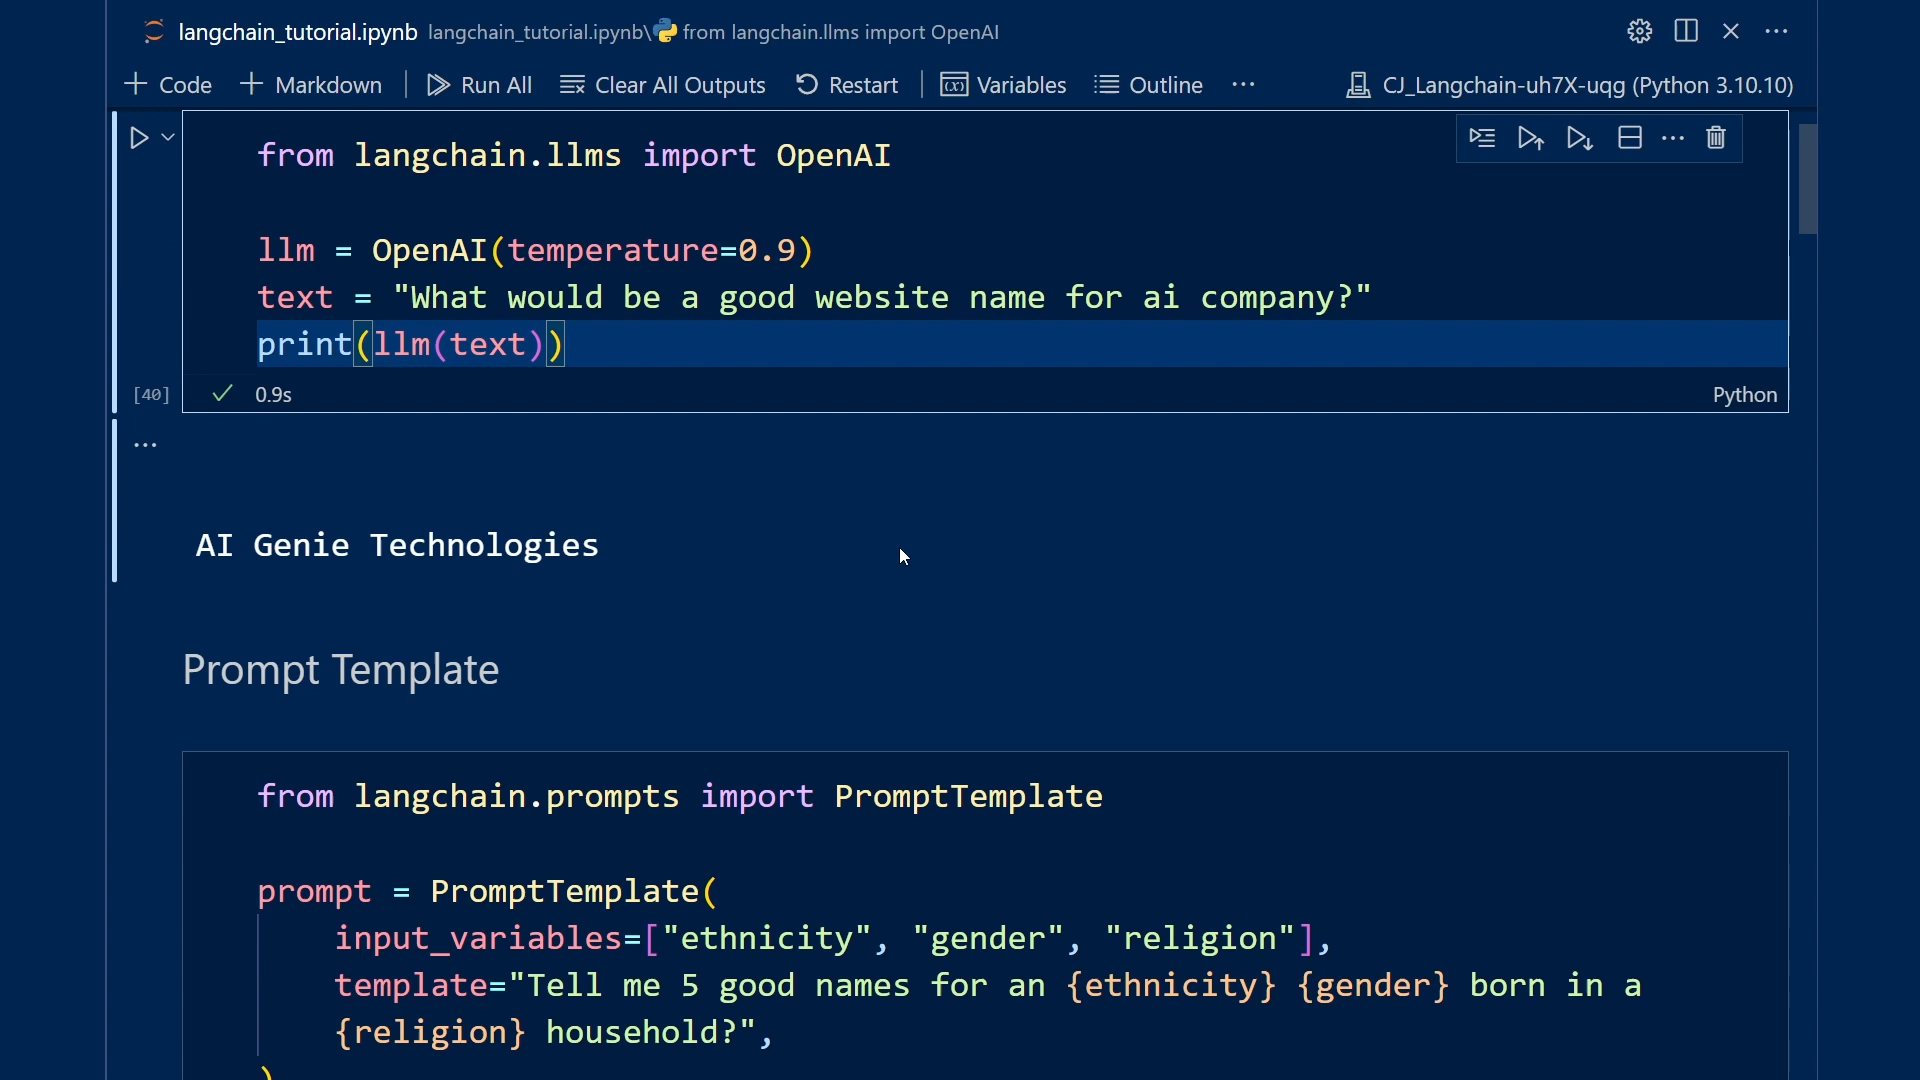 langchain_tutorial.ipynb langchain_tutorial.ipynb\ from langchain.llms import OpenAI ···
+ Code + Markdown | Run All Clear All Outputs Restart | Variables Outline ··· CJ_Langchain-uh7X-uqg (Python 3.10.10)
from langchain.llms import OpenAI
llm = OpenAI(temperature=0.9)
text = "What would be a good website name for ai company?"
print(llm(text))
[40] ✓ 0.9s Python
···
AI Genie Technologies
Prompt Template
from langchain.prompts import PromptTemplate
prompt = PromptTemplate(
input_variables=["ethnicity", "gender", "religion"],
template="Tell me 5 good names for an {ethnicity} {gender} born in a
{religion} household?",
)